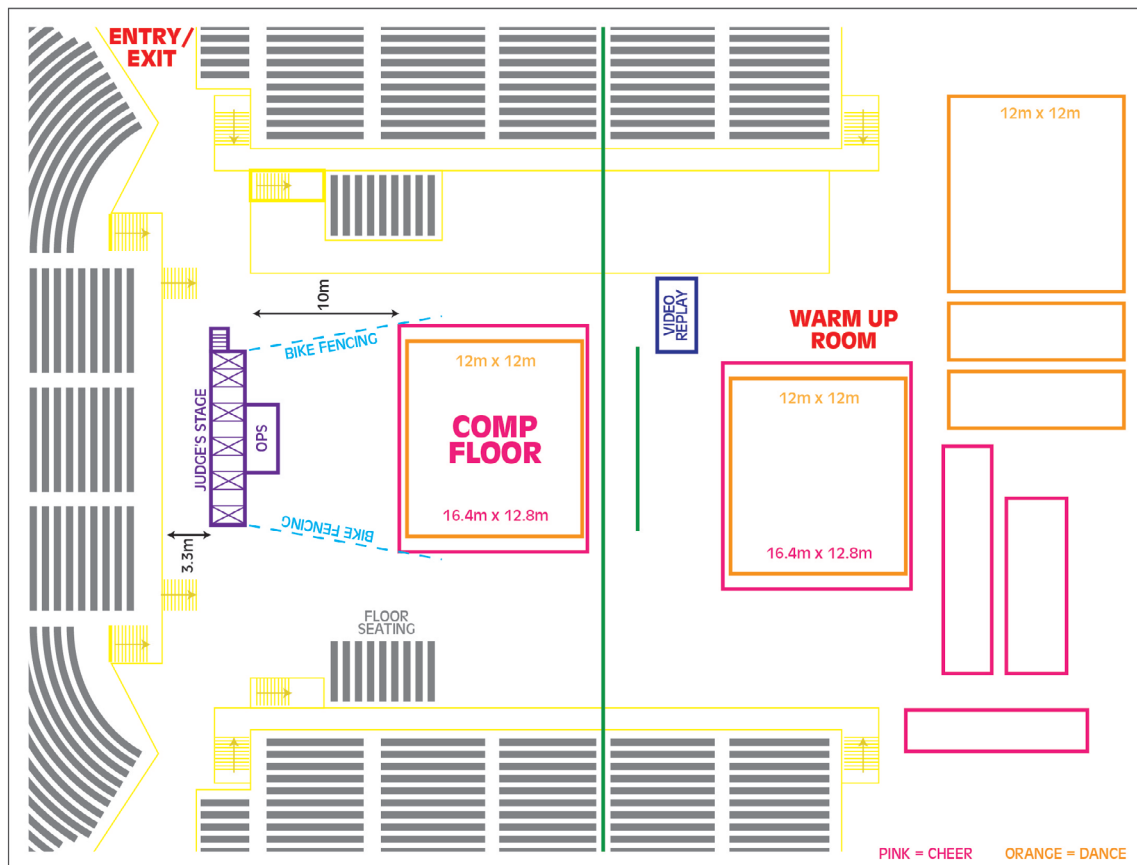 ENTRY/
EXIT
12m x 12m
10m
VIDEO
REPLAY
WARM UP
ROOM
BIKE FENCING
12m x 12m
12m x 12m
JUDGE'S STAGE
OPS
COMP
FLOOR
16.4m x 12.8m
BIKE FENCING
16.4m x 12.8m
3.3m
FLOOR
SEATING
PINK = CHEER
ORANGE = DANCE